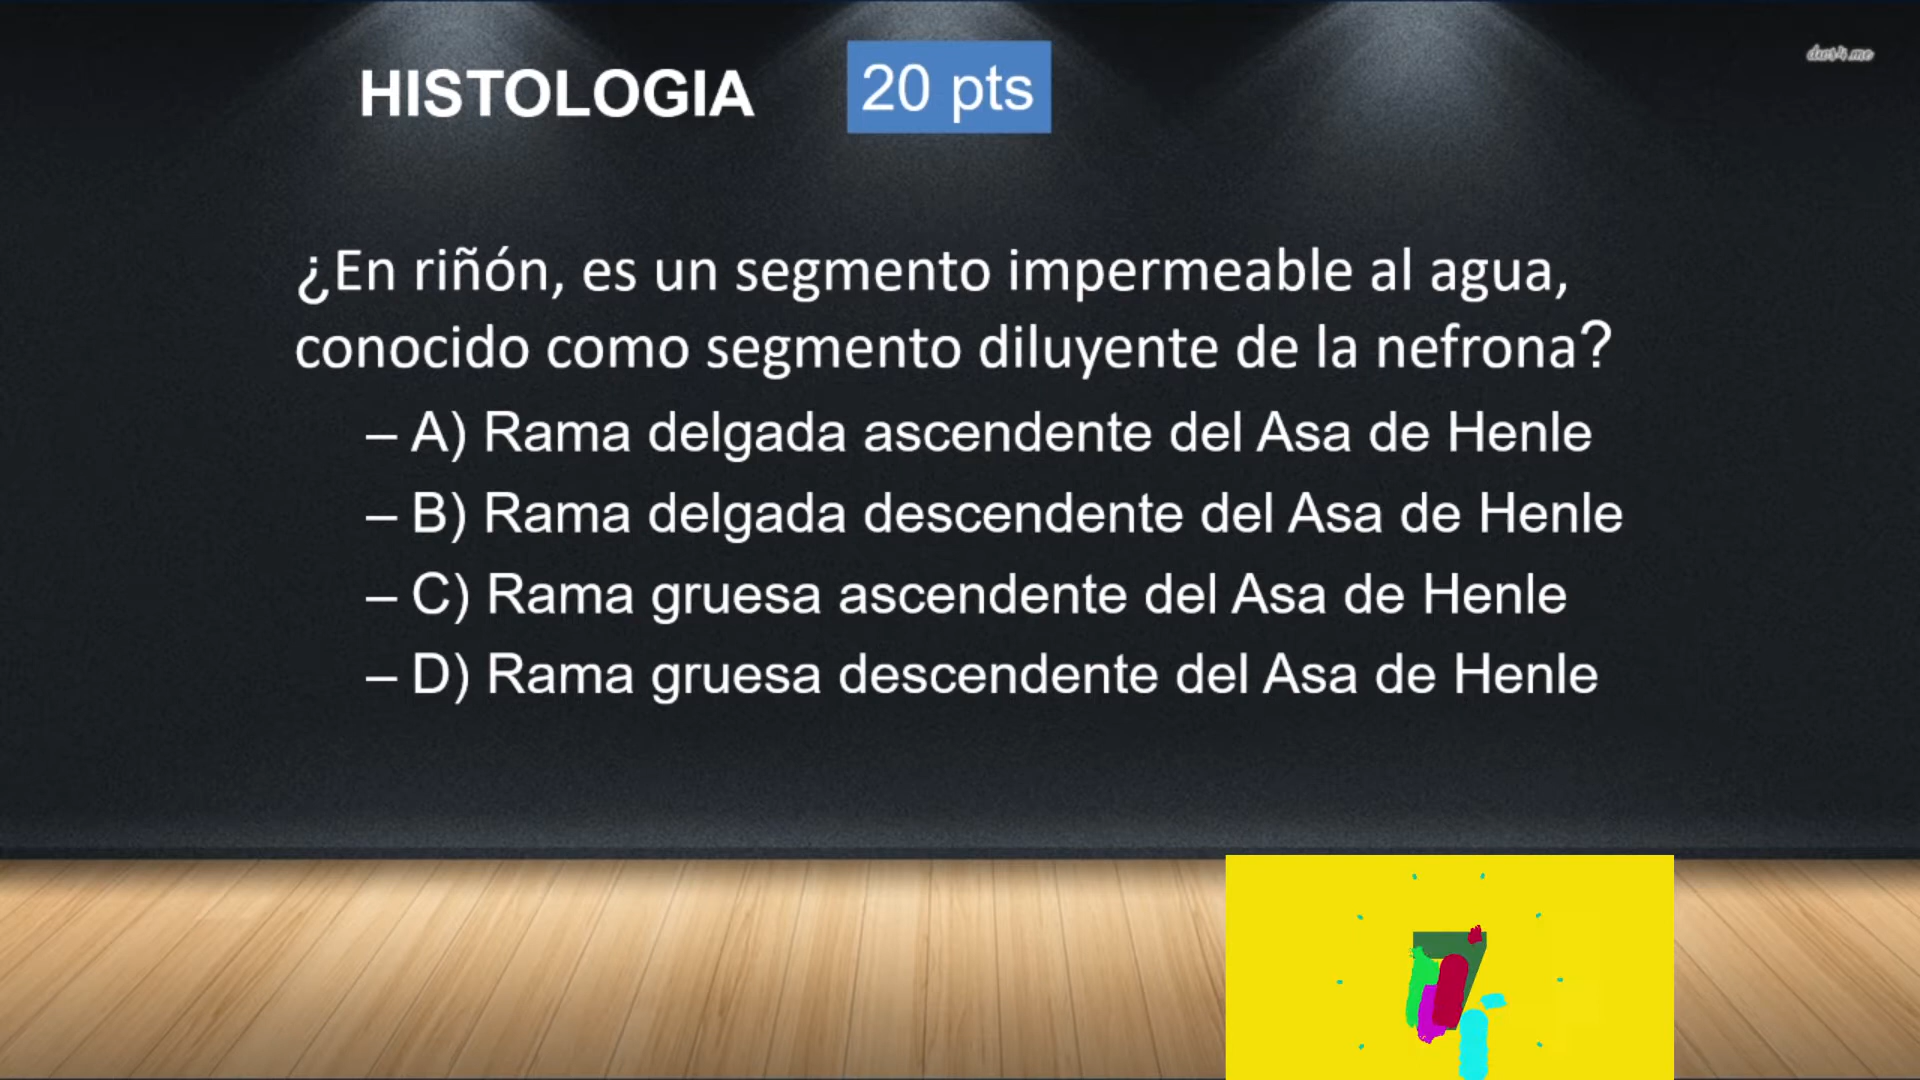 HISTOLOGIA
20 pts
¿En riñón, es un segmento impermeable al agua,
conocido como segmento diluyente de la nefrona?
– A) Rama delgada ascendente del Asa de Henle
– B) Rama delgada descendente del Asa de Henle
– C) Rama gruesa ascendente del Asa de Henle
– D) Rama gruesa descendente del Asa de Henle
7